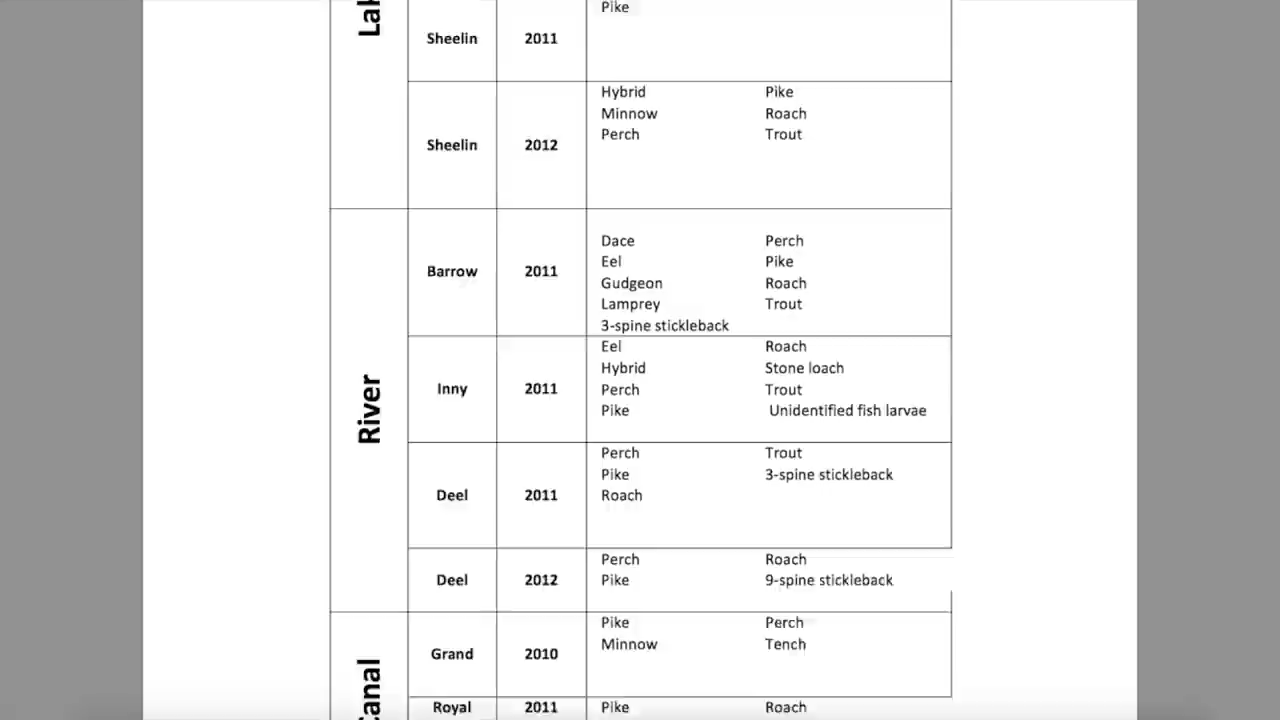 Pike
Sheelin 2011
Hybrid Pike
Minnow Roach
Perch Trout
Sheelin 2012
River
Dace Perch
Eel Pike
Barrow 2011
Gudgeon Roach
Lamprey Trout
3-spine stickleback
Eel Roach
Hybrid Stone loach
Inny 2011
Perch Trout
Pike Unidentified fish larvae
Perch Trout
Pike 3-spine stickleback
Deel 2011
Roach
Perch Roach
Deel 2012
Pike 9-spine stickleback
Pike Perch
Minnow Tench
Grand 2010
Royal 2011 Pike Roach